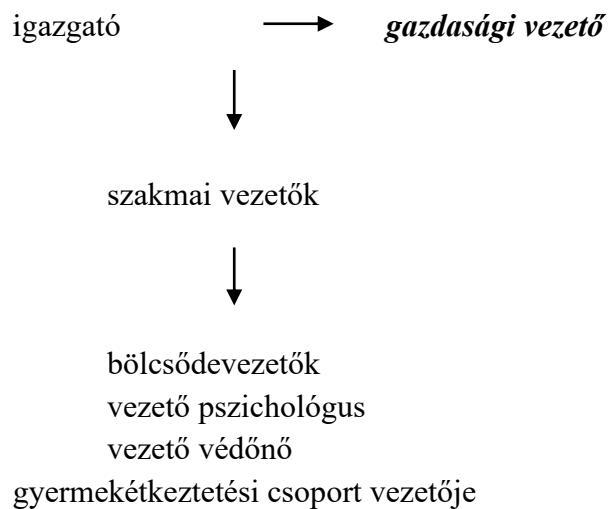 igazgató gazdasági vezető
szakmai vezetők
bölcsődevezetők
vezető pszichológus
vezető védőnő
gyermekétkeztetési csoport vezetője